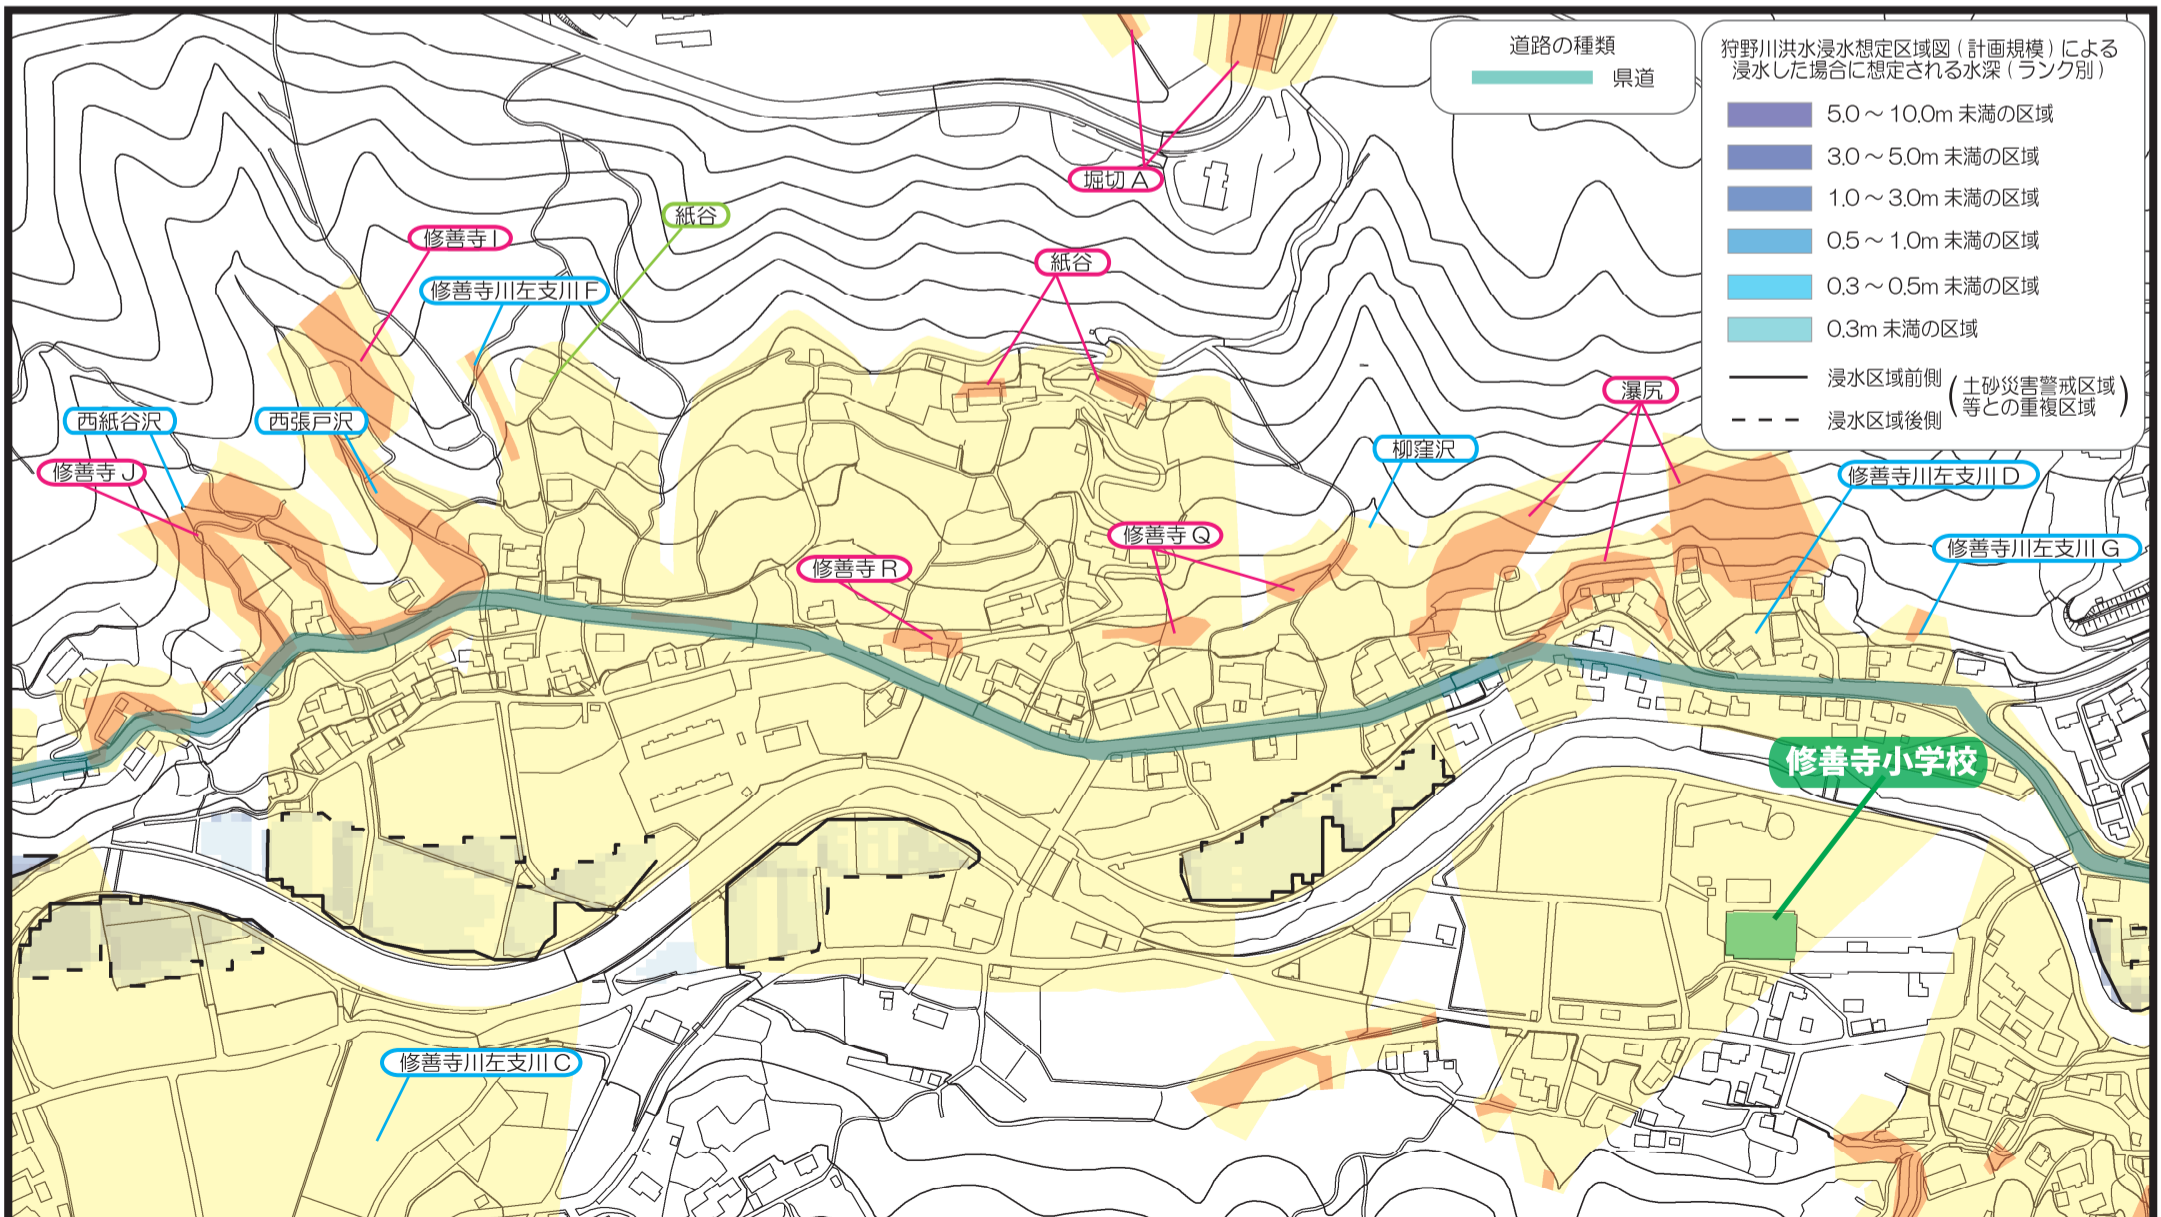 道路の種類
県道
狩野川洪水浸水想定区域図(計画規模)による
浸水した場合に想定される水深(ランク別)
5.0～10.0m 未満の区域
3.0～5.0m 未満の区域
1.0～3.0m 未満の区域
0.5～1.0m 未満の区域
0.3～0.5m 未満の区域
0.3m 未満の区域
浸水区域前側
浸水区域後側
(土砂災害警戒区域
等との重複区域)
堀切 A
紙谷
修善寺 I
紙谷
修善寺川左支川 F
瀑尻
西紙谷沢
西張戸沢
柳窪沢
修善寺 J
修善寺川左支川 D
修善寺 Q
修善寺川左支川 G
修善寺 R
修善寺小学校
修善寺川左支川 C